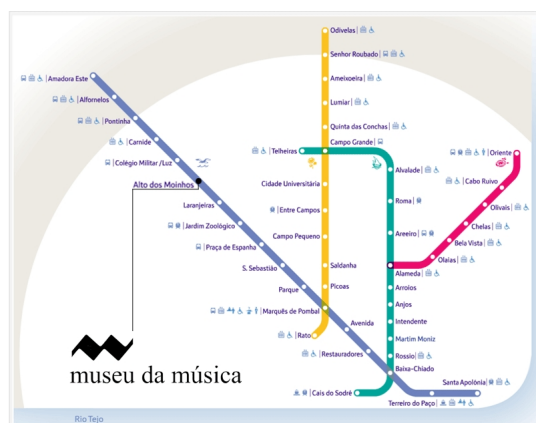 Odivelas
Senhor Roubado
Ameixoeira
Lumiar
Quinta das Conchas
Campo Grande
Telheiras
Amadora Este
Alfornelos
Pontinha
Carnide
Colégio Militar /Luz
Alto dos Moinhos
Laranjeiras
Jardim Zoológico
Praça de Espanha
S. Sebastião
Parque
Marquês de Pombal
Rato
Avenida
Restauradores
Cidade Universitária
Entre Campos
Campo Pequeno
Saldanha
Picoas
Alvalade
Roma
Areeiro
Alameda
Arroios
Anjos
Intendente
Martim Moniz
Rossio
Baixa-Chiado
Cais do Sodré
Terreiro do Paço
Santa Apolónia
Oriente
Cabo Ruivo
Olivais
Chelas
Bela Vista
Olaias
museu da música
Rio Tejo